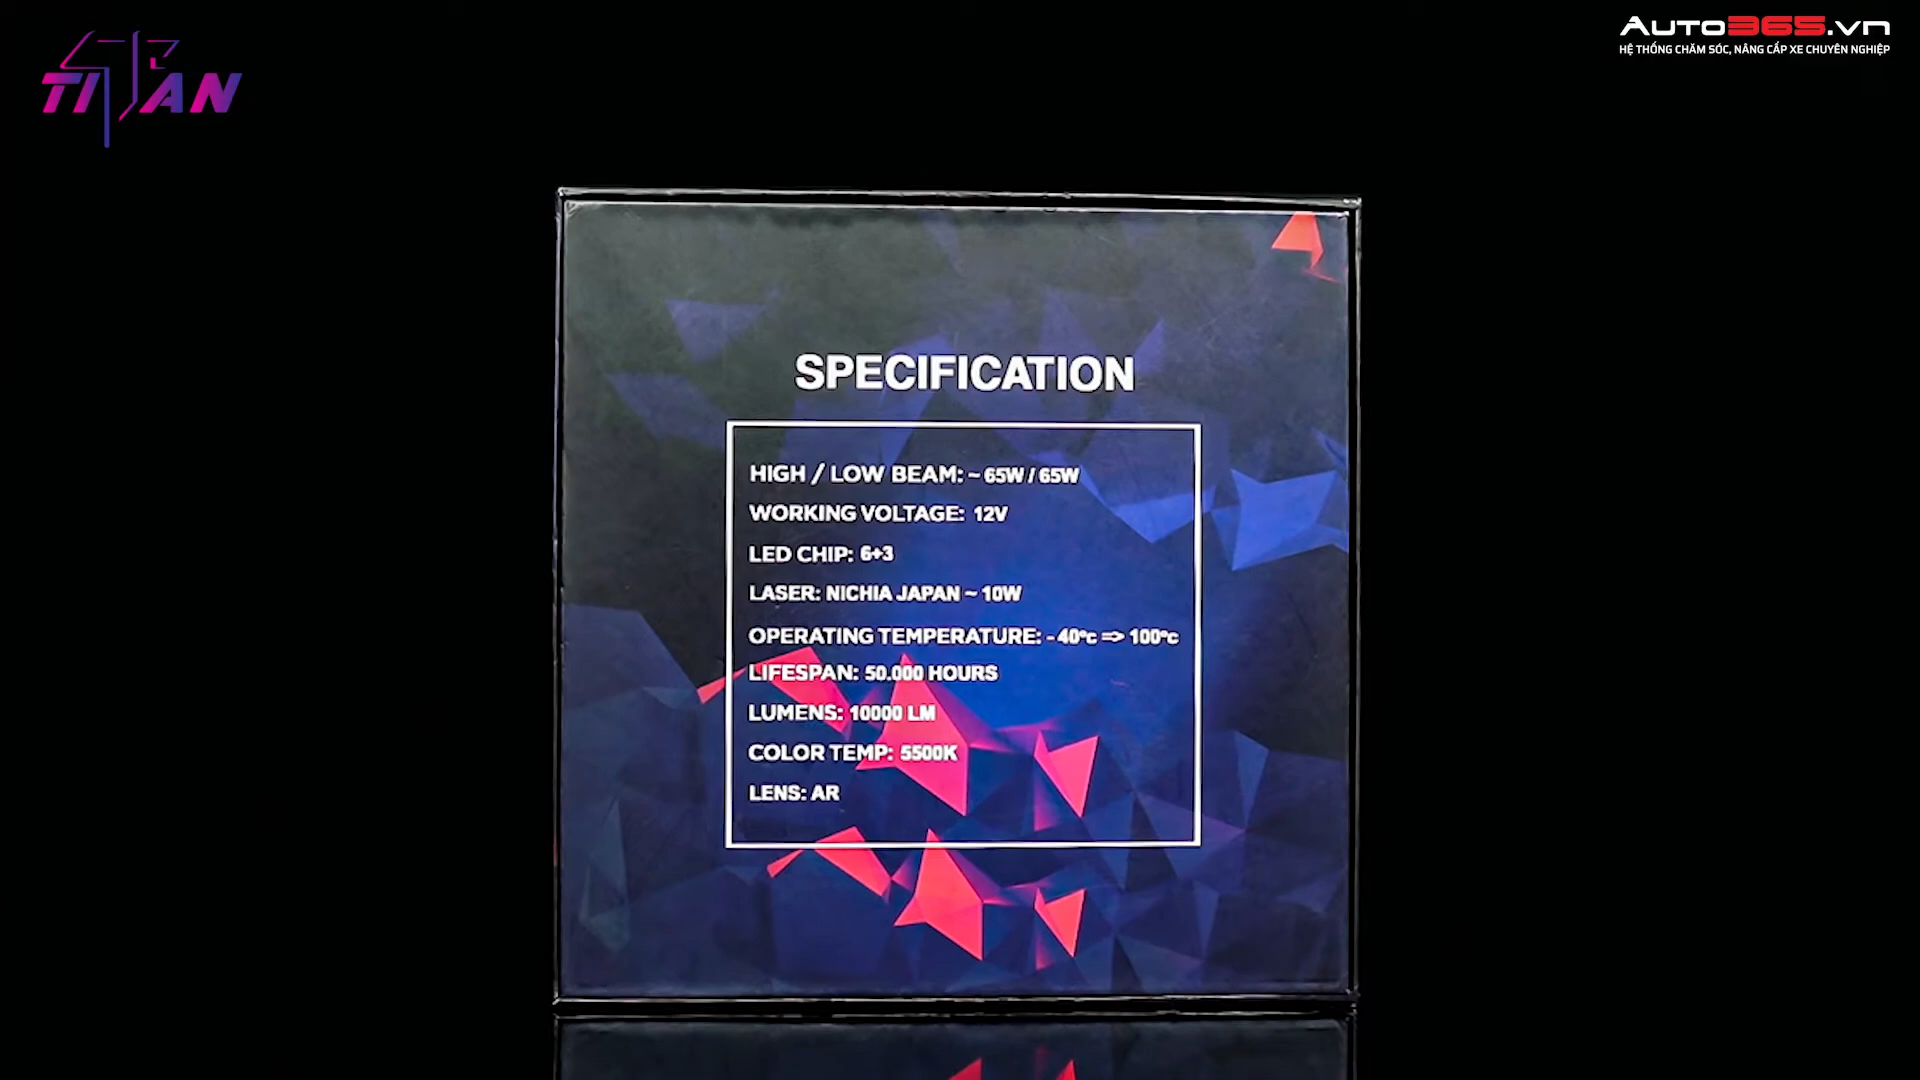 TITAN
AUTO365.VN
HỆ THỐNG CHĂM SÓC, NÂNG CẤP XE CHUYÊN NGHIỆP
SPECIFICATION
HIGH / LOW BEAM: ~ 65W / 65W
WORKING VOLTAGE: 12V
LED CHIP: 6+3
LASER: NICHIA JAPAN ~ 10W
OPERATING TEMPERATURE: - 40°c => 100°c
LIFESPAN: 50.000 HOURS
LUMENS: 10000 LM
COLOR TEMP: 5500K
LENS: AR